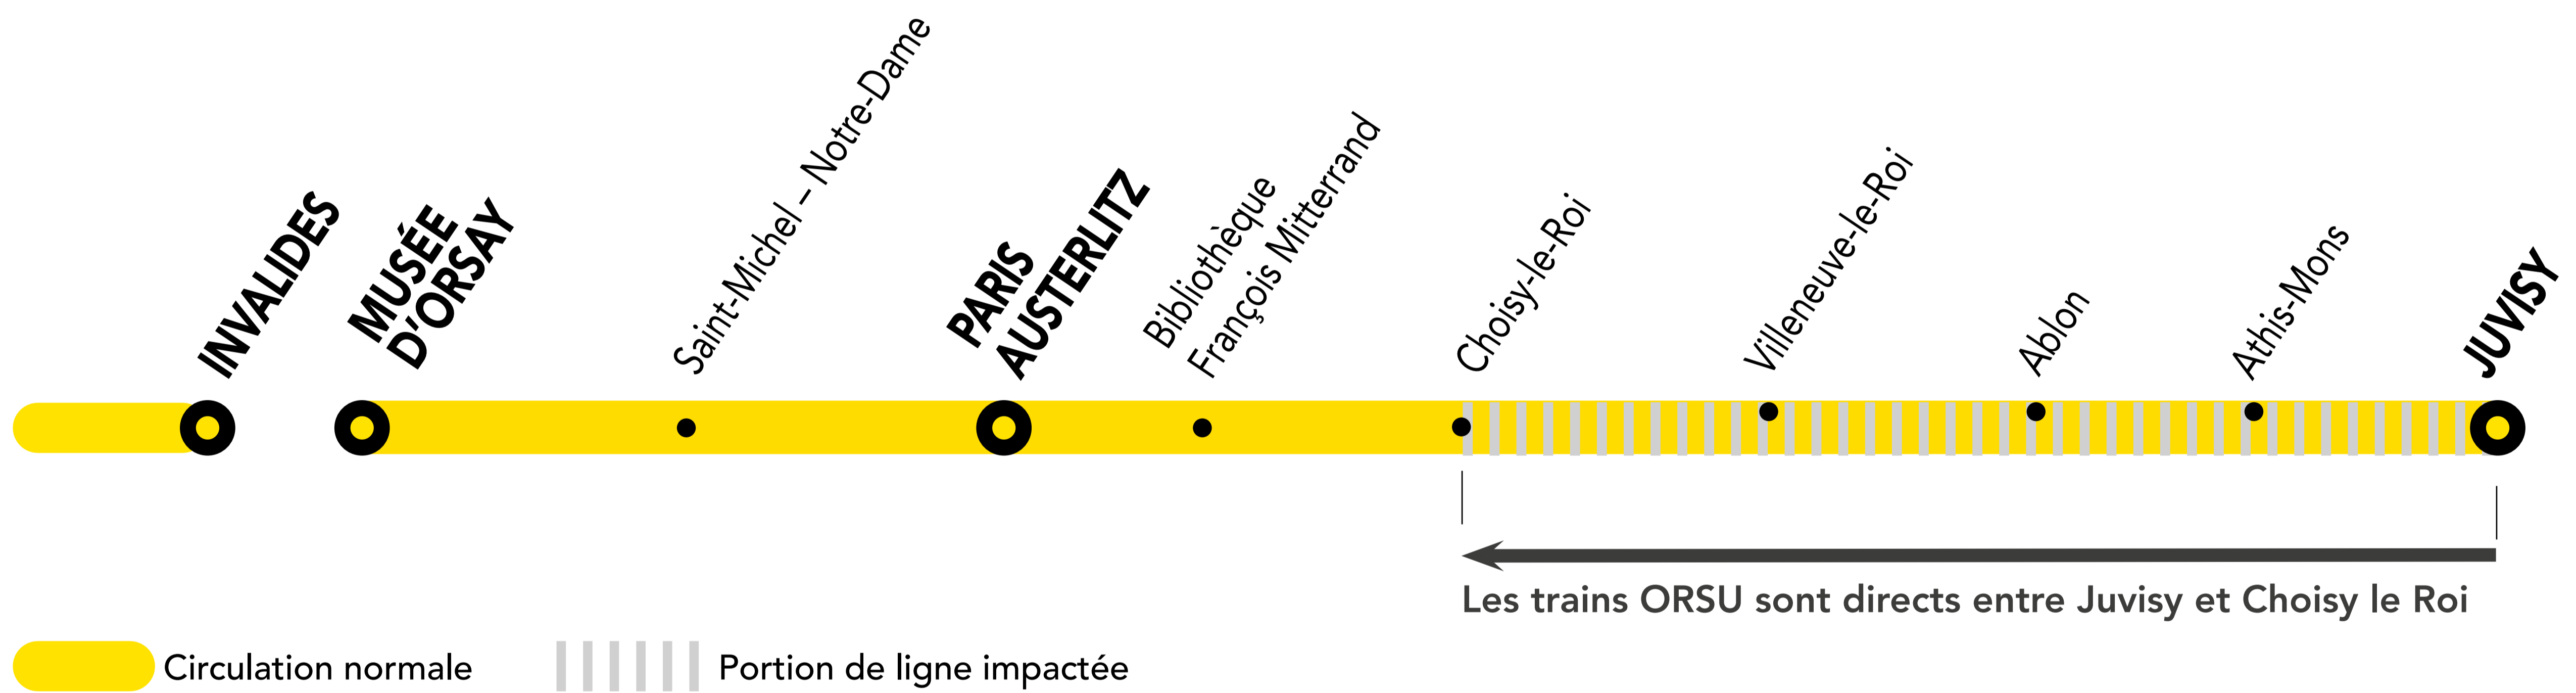 INVALIDES
MUSÉE
D'ORSAY
Saint-Michel – Notre-Dame
PARIS
AUSTERLITZ
Bibliothèque
François Mitterrand
Choisy-le-Roi
Villeneuve-le-Roi
Ablon
Athis-Mons
JUVISY
Les trains ORSU sont directs entre Juvisy et Choisy le Roi
Circulation normale
Portion de ligne impactée